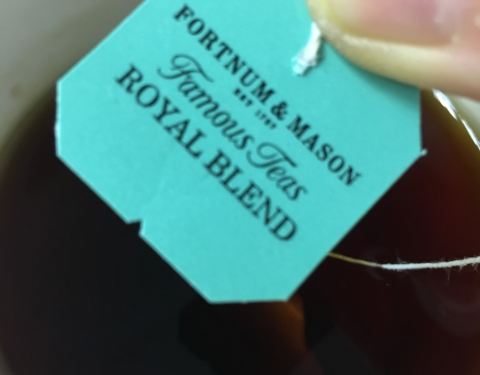 FORTNUM & MASON
EST 1707
Famous Teas
ROYAL BLEND